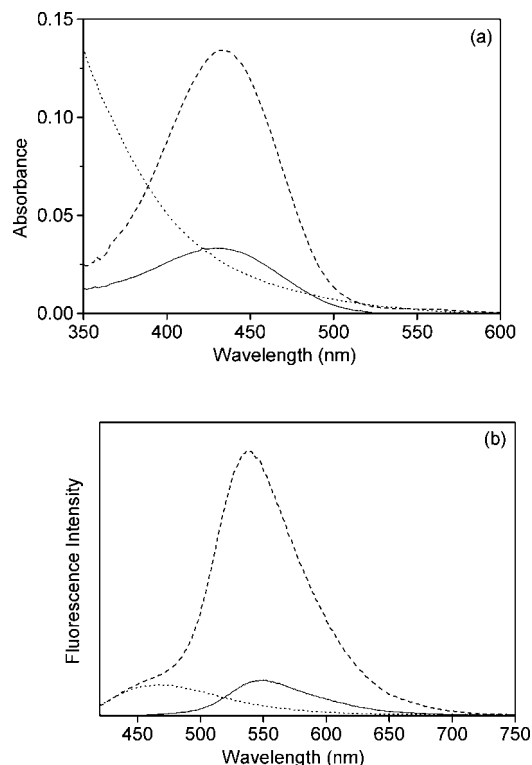 0.15
(a)
0.10
Absorbance
0.05
0.00
350 400 450 500 550 600
Wavelength (nm)
(b)
Fluorescence Intensity
450 500 550 600 650 700 750
Wavelength (nm)